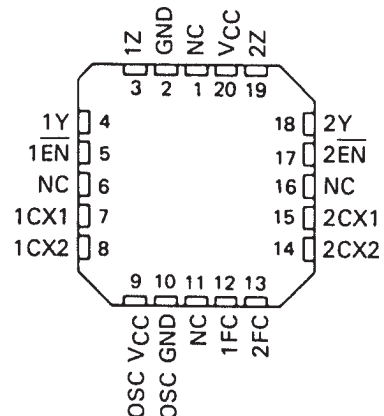 1Z GND NC VCC 2Z
3 2 1 20 19
1Y 4 18 2Y
1E̅N̅ 5 17 2E̅N̅
NC 6 16 NC
1CX1 7 15 2CX1
1CX2 8 14 2CX2
9 10 11 12 13
OSC VCC OSC GND NC 1FC 2FC